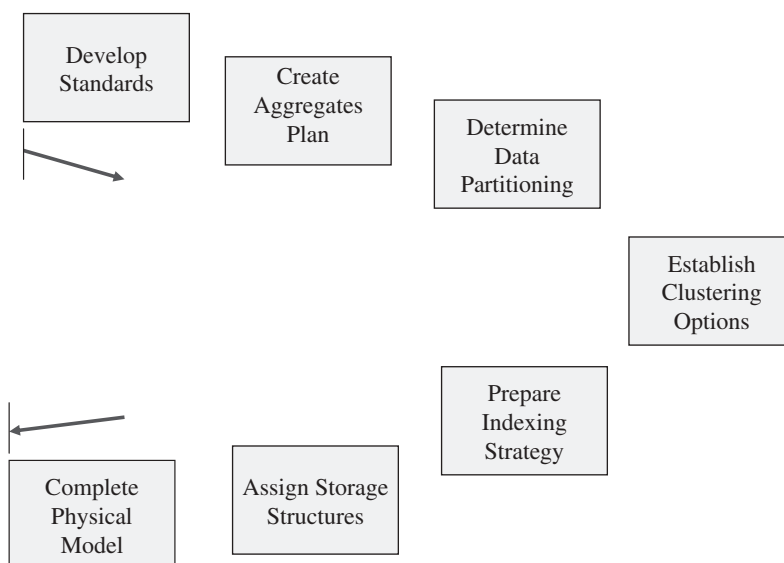 Develop
Standards
Create
Aggregates
Plan
Determine
Data
Partitioning
Establish
Clustering
Options
Prepare
Indexing
Strategy
Assign Storage
Structures
Complete
Physical
Model